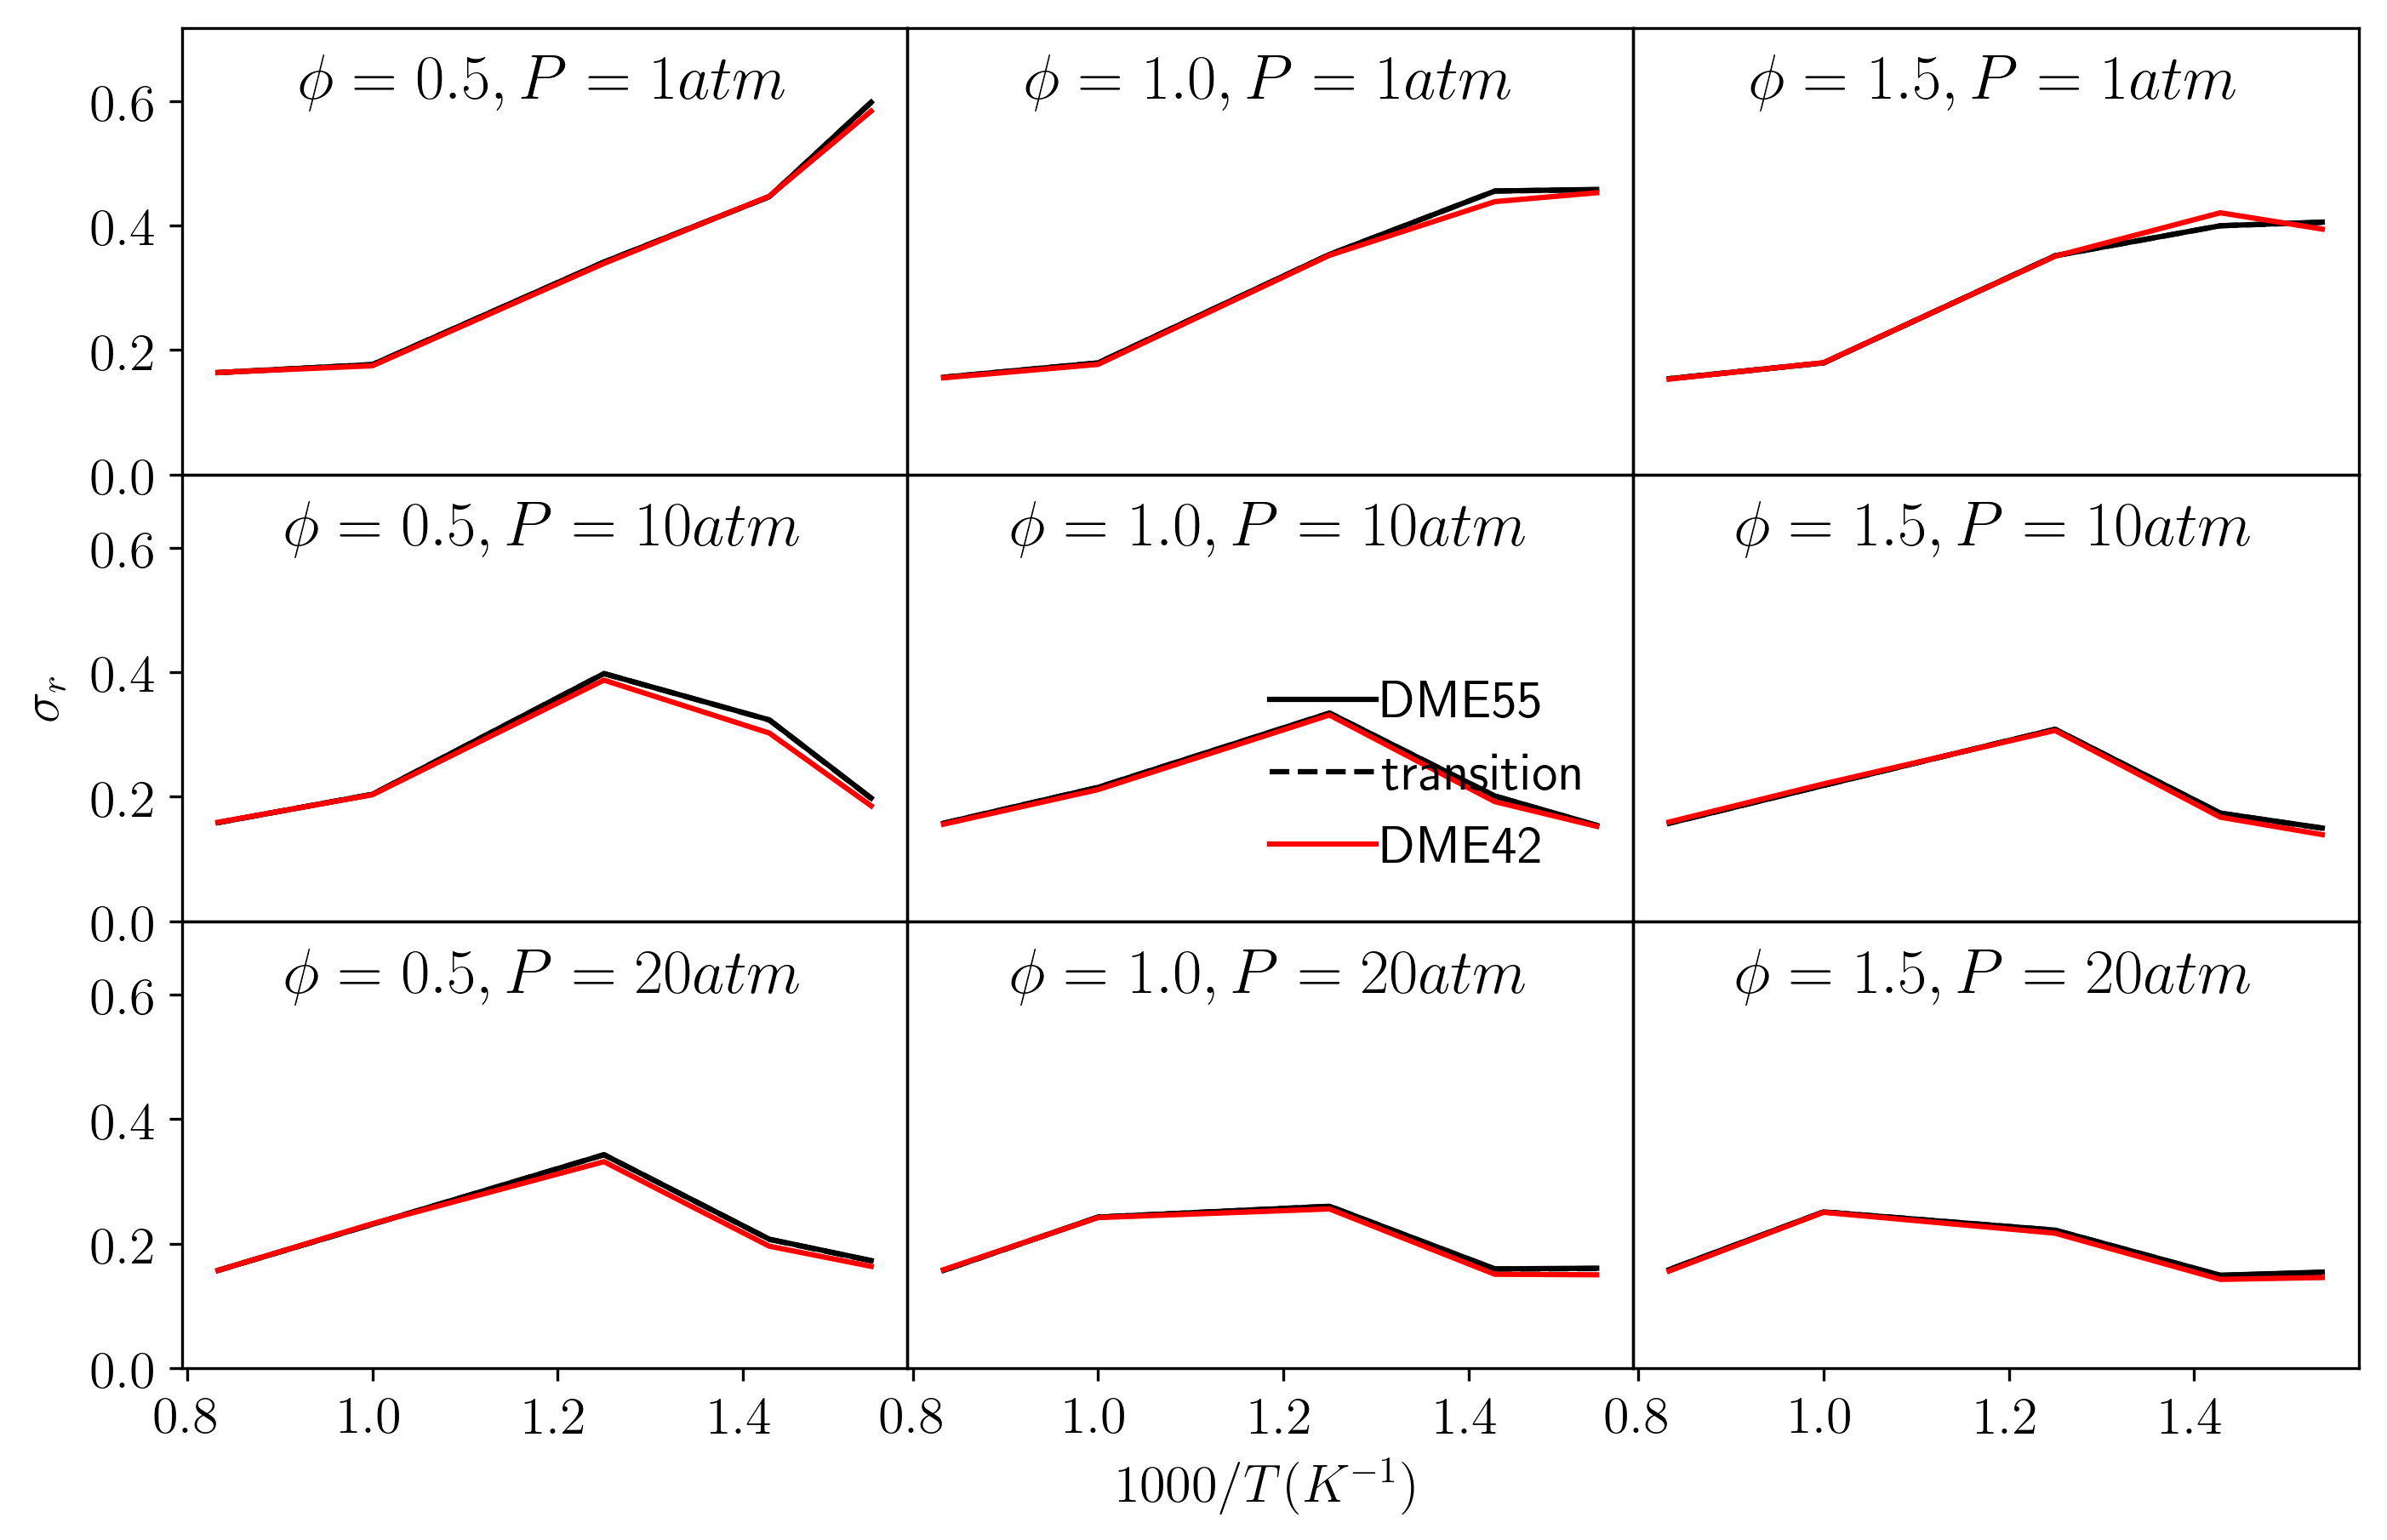 ϕ = 0.5, P = 1atm
ϕ = 1.0, P = 1atm
ϕ = 1.5, P = 1atm
0.6
0.4
0.2
0.0
ϕ = 0.5, P = 10atm
ϕ = 1.0, P = 10atm
ϕ = 1.5, P = 10atm
0.6
0.4
0.2
0.0
σr
DME55
transition
DME42
ϕ = 0.5, P = 20atm
ϕ = 1.0, P = 20atm
ϕ = 1.5, P = 20atm
0.6
0.4
0.2
0.0
0.8 1.0 1.2 1.4 0.8 1.0 1.2 1.4 0.8 1.0 1.2 1.4
1000/T(K⁻¹)